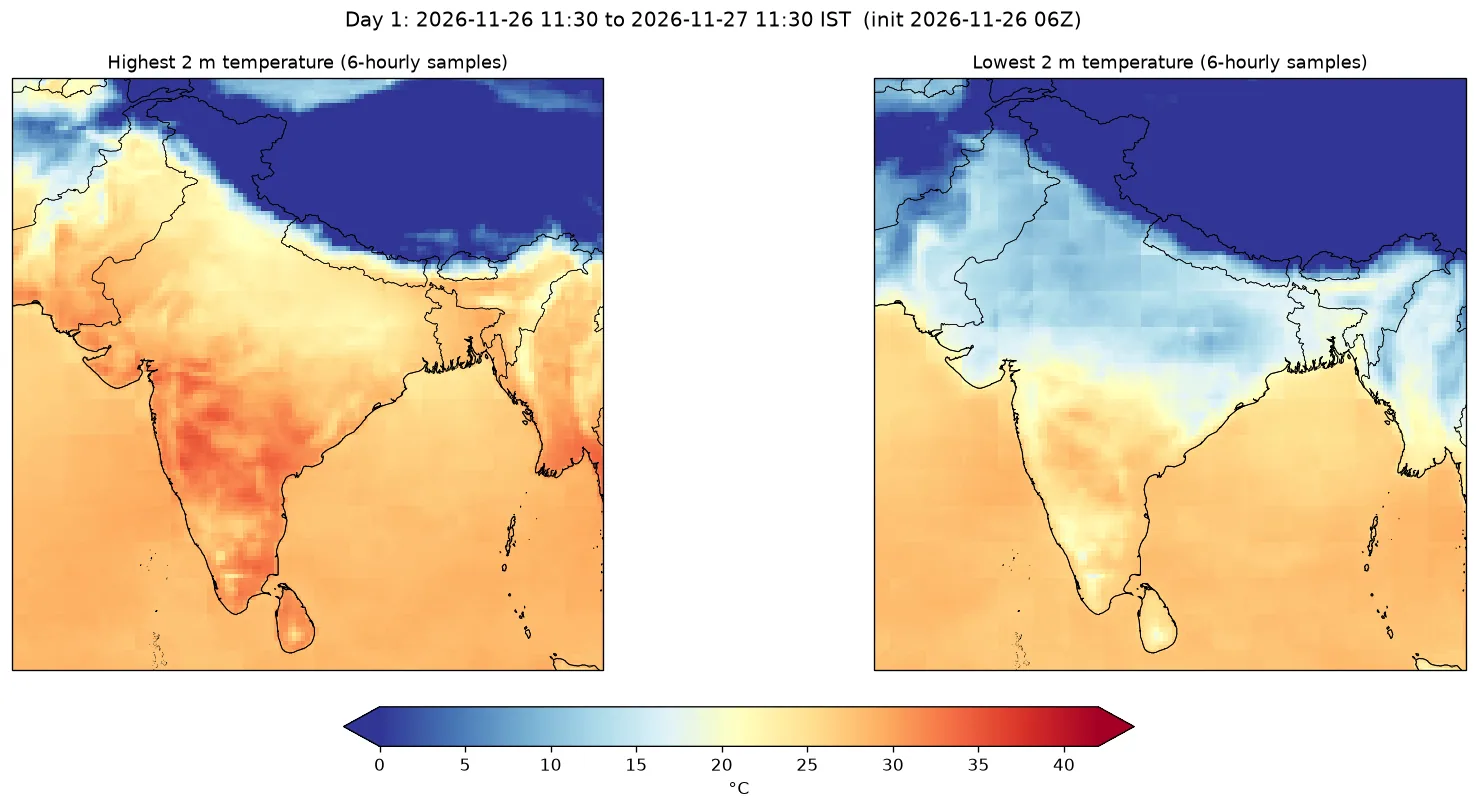 Day 1: 2026-11-26 11:30 to 2026-11-27 11:30 IST (init 2026-11-26 06Z)
Highest 2 m temperature (6-hourly samples)
Lowest 2 m temperature (6-hourly samples)
0 5 10 15 20 25 30 35 40
°C